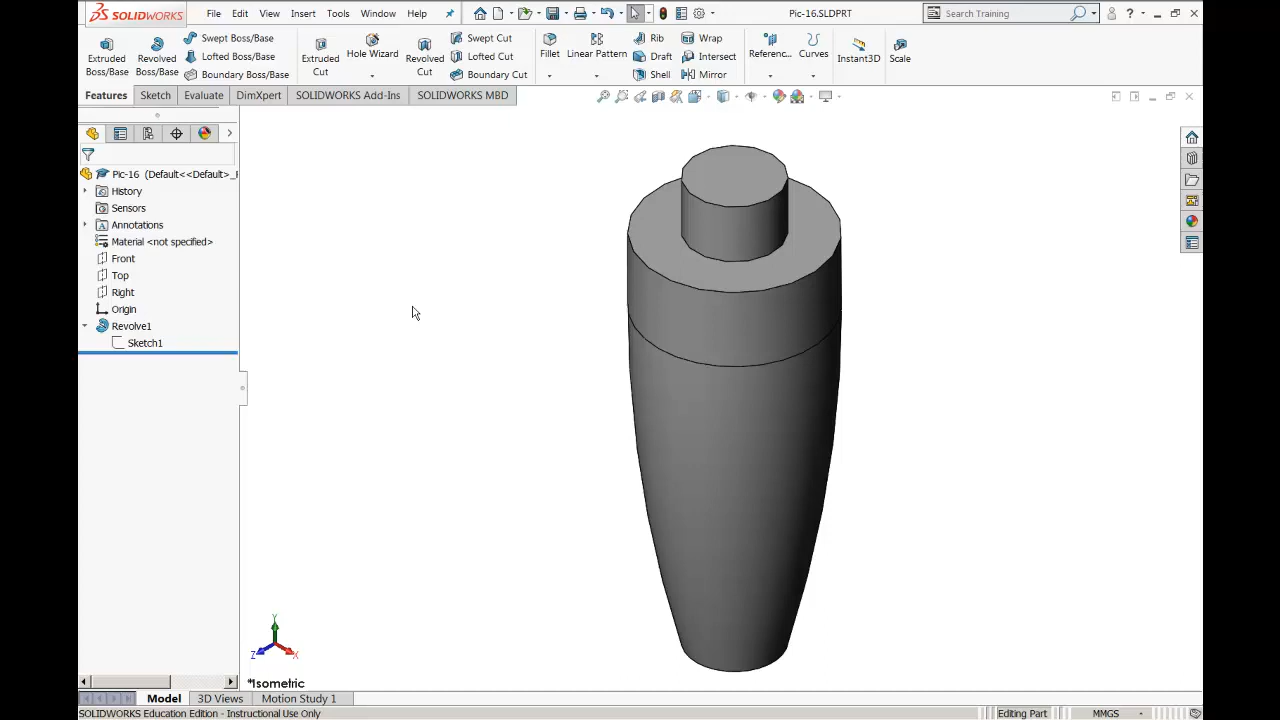 SOLIDWORKS File Edit View Insert Tools Window Help Pic-16.SLDPRT Search Training
Extruded Boss/Base
Revolved Boss/Base
Swept Boss/Base
Lofted Boss/Base
Boundary Boss/Base
Extruded Cut
Hole Wizard
Revolved Cut
Swept Cut
Lofted Cut
Boundary Cut
Fillet
Linear Pattern
Rib
Draft
Shell
Wrap
Intersect
Mirror
Referenc...
Curves
Instant3D
Scale
Features Sketch Evaluate DimXpert SOLIDWORKS Add-Ins SOLIDWORKS MBD
Pic-16 (Default<<Default>_
History
Sensors
Annotations
Material <not specified>
Front
Top
Right
Origin
Revolve1
Sketch1
Y
Z
X
*Isometric
Model 3D Views Motion Study 1
SOLIDWORKS Education Edition - Instructional Use Only Editing Part MMGS